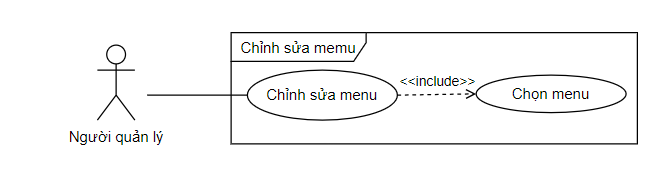 Chỉnh sửa memu
<<include>>
Chỉnh sửa menu
Chọn menu
Người quản lý